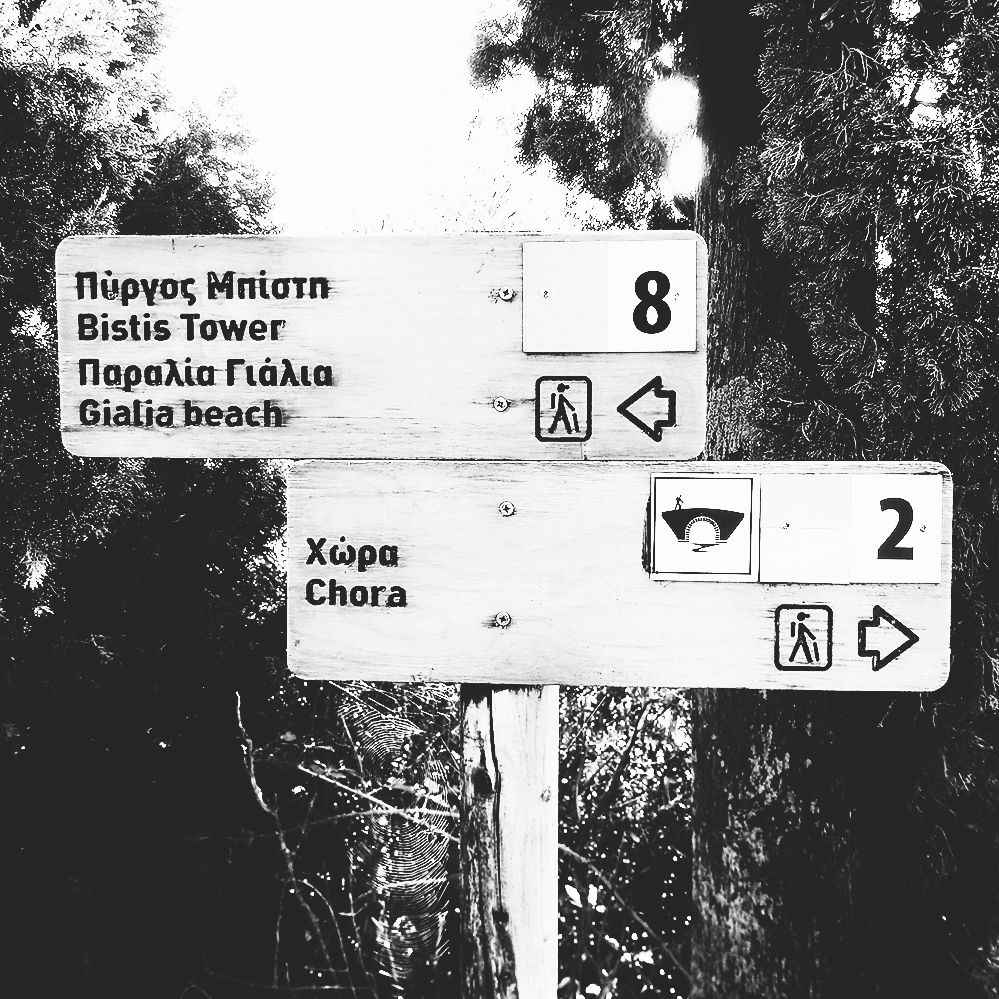 Πύργος Μπίστη
Bistis Tower
Παραλία Γιάλια
Gialia beach
8
Χώρα
Chora
2